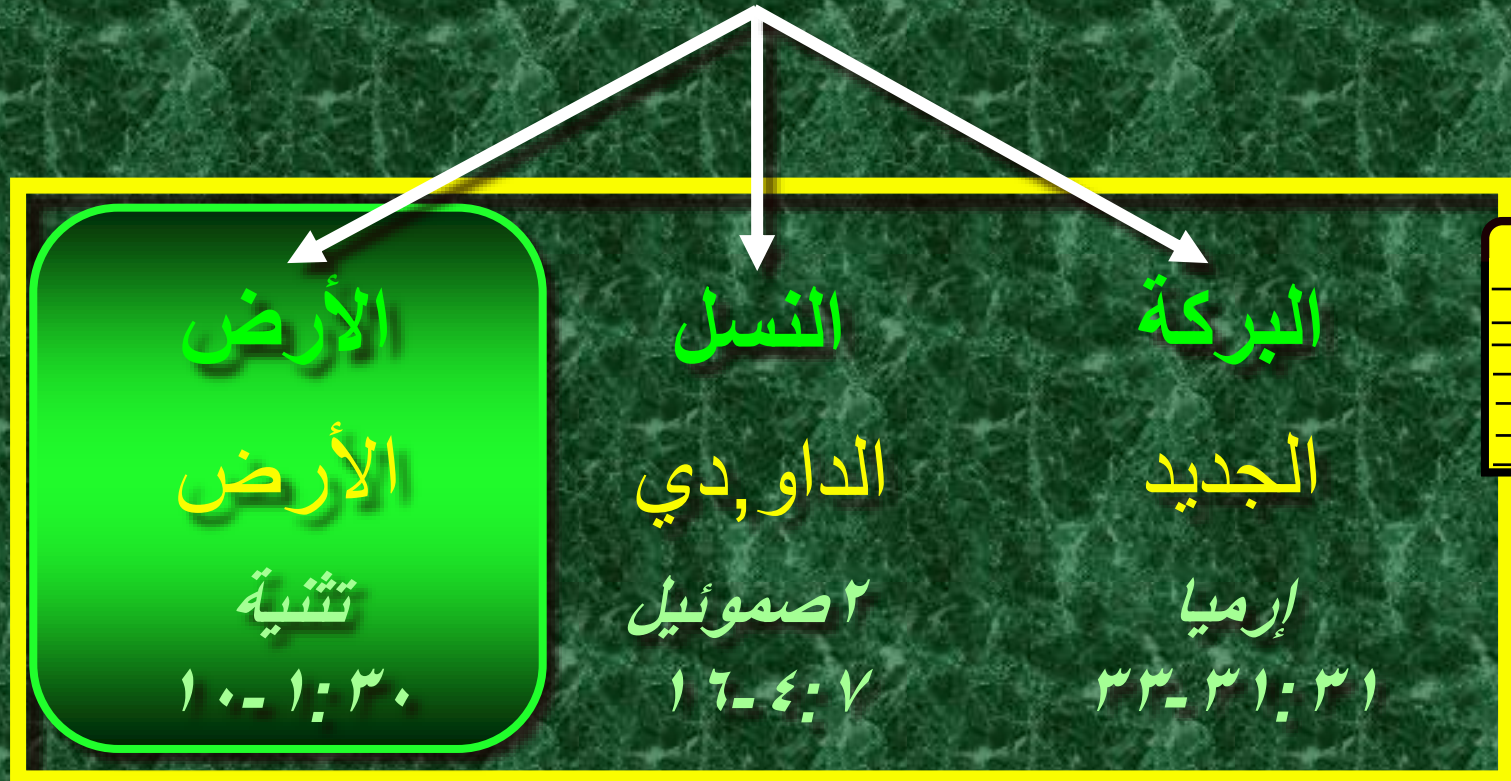 البركة
الجديد
إرميا
٣١:٣١-٣٣
النسل
الداو,دي
٢صموئيل
٧:٤-١٦
الأرض
الأرض
تثنية
٣٠:١-١٠